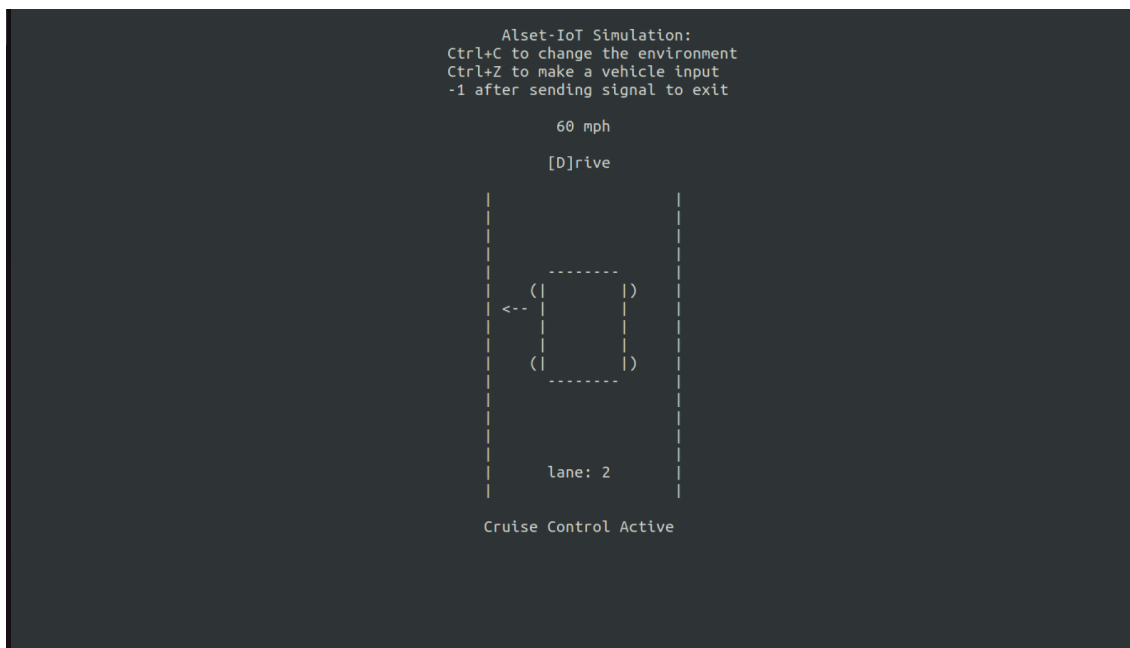 Alset-IoT Simulation:
Ctrl+C to change the environment
Ctrl+Z to make a vehicle input
-1 after sending signal to exit
60 mph
[D]rive
<--
lane: 2
Cruise Control Active